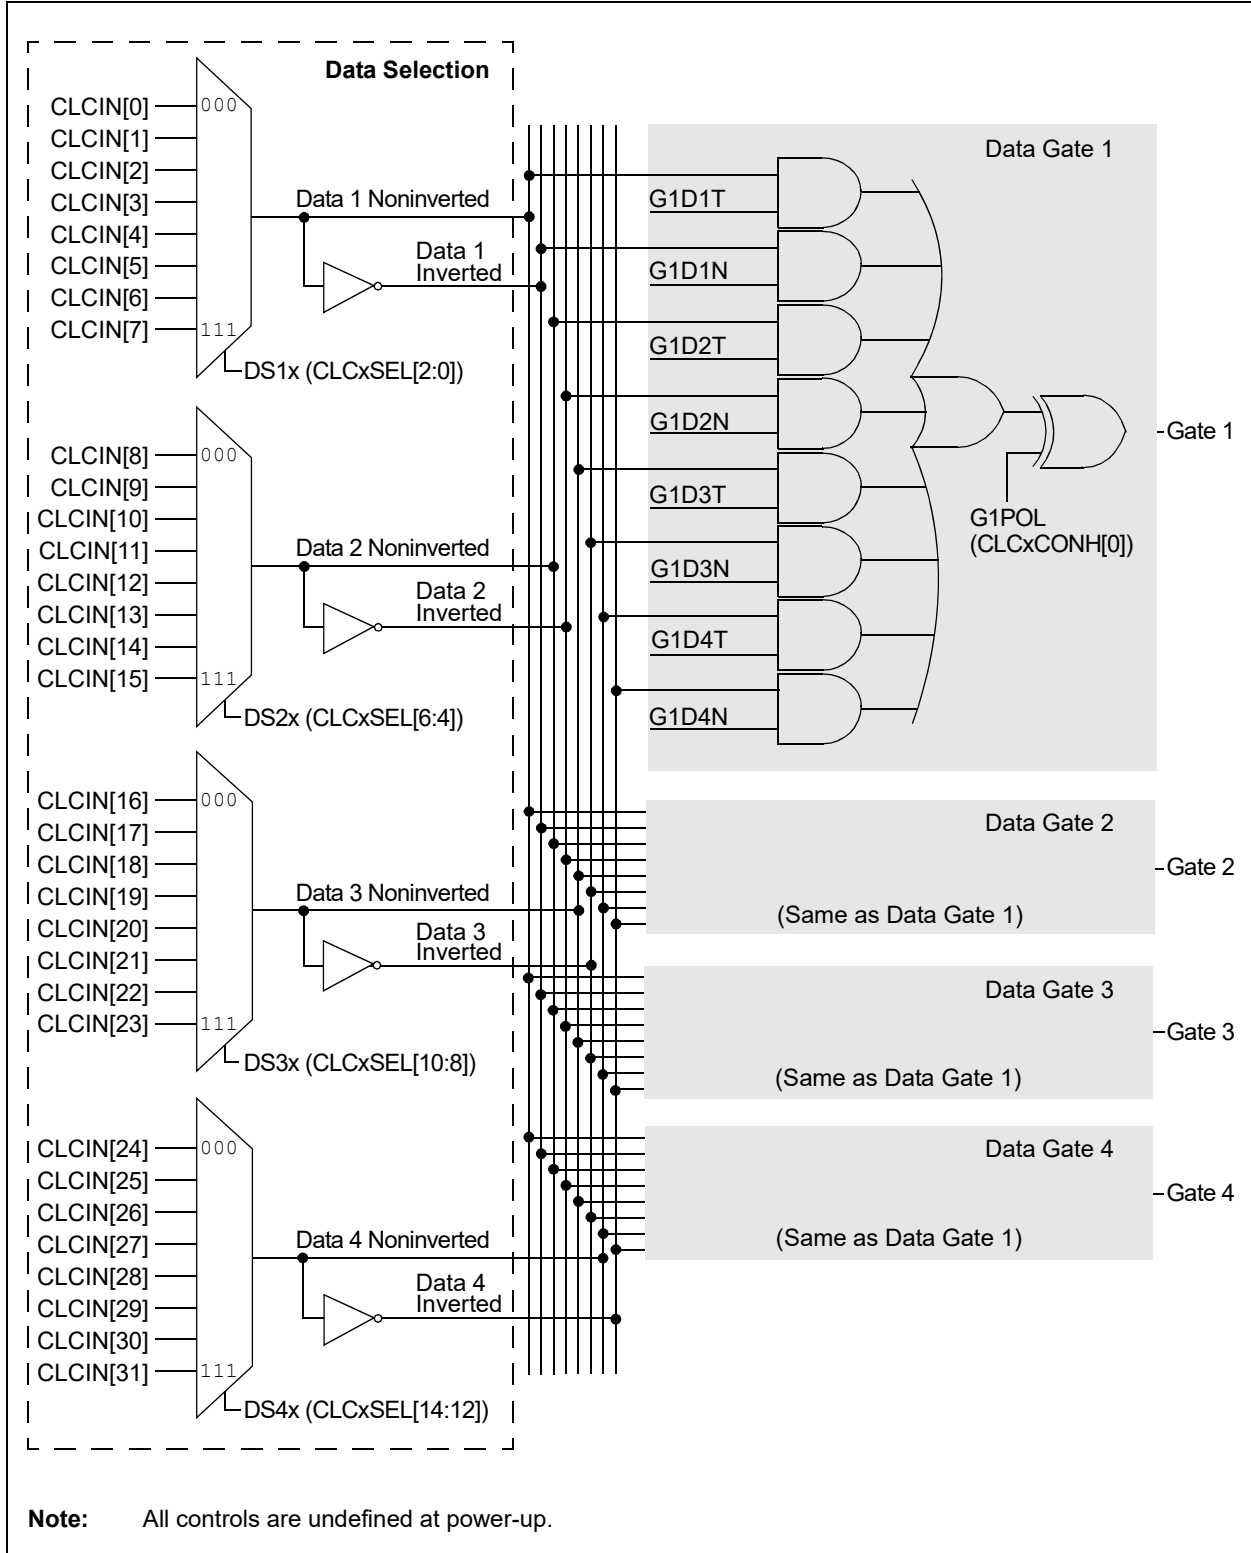 Data Selection
CLCIN[0]
CLCIN[1]
CLCIN[2]
CLCIN[3]
CLCIN[4]
CLCIN[5]
CLCIN[6]
CLCIN[7]
000
111
Data 1 Noninverted
Data 1
Inverted
DS1x (CLCxSEL[2:0])
CLCIN[8]
CLCIN[9]
CLCIN[10]
CLCIN[11]
CLCIN[12]
CLCIN[13]
CLCIN[14]
CLCIN[15]
000
111
Data 2 Noninverted
Data 2
Inverted
DS2x (CLCxSEL[6:4])
CLCIN[16]
CLCIN[17]
CLCIN[18]
CLCIN[19]
CLCIN[20]
CLCIN[21]
CLCIN[22]
CLCIN[23]
000
111
Data 3 Noninverted
Data 3
Inverted
DS3x (CLCxSEL[10:8])
CLCIN[24]
CLCIN[25]
CLCIN[26]
CLCIN[27]
CLCIN[28]
CLCIN[29]
CLCIN[30]
CLCIN[31]
000
111
Data 4 Noninverted
Data 4
Inverted
DS4x (CLCxSEL[14:12])
Data Gate 1
G1D1T
G1D1N
G1D2T
G1D2N
G1D3T
G1D3N
G1D4T
G1D4N
G1POL
(CLCxCONH[0])
Gate 1
Data Gate 2
(Same as Data Gate 1)
Gate 2
Data Gate 3
(Same as Data Gate 1)
Gate 3
Data Gate 4
(Same as Data Gate 1)
Gate 4
Note: All controls are undefined at power-up.